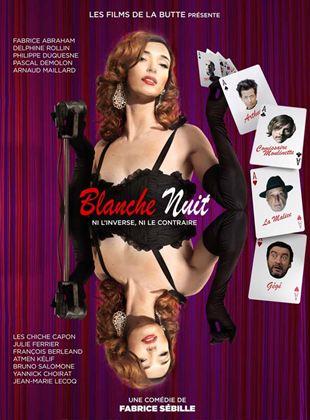 LES FILMS DE LA BUTTE PRÉSENTE
FABRICE ABRAHAM
DELPHINE ROLLIN
PHILIPPE DUQUESNE
PASCAL DEMOLON
ARNAUD MAILLARD
A
Arthur
A
Comissaire
Moulinette
A
La Malice
A
Gégé
Blanche Nuit
NI L'INVERSE, NI LE CONTRAIRE
LES CHICHE CAPON
JULIE FERRIER
FRANÇOIS BERLEAND
ATMEN KÉLIF
BRUNO SALOMONE
YANNICK CHOIRAT
JEAN-MARIE LECOQ
UNE COMÉDIE DE
FABRICE SÉBILLE